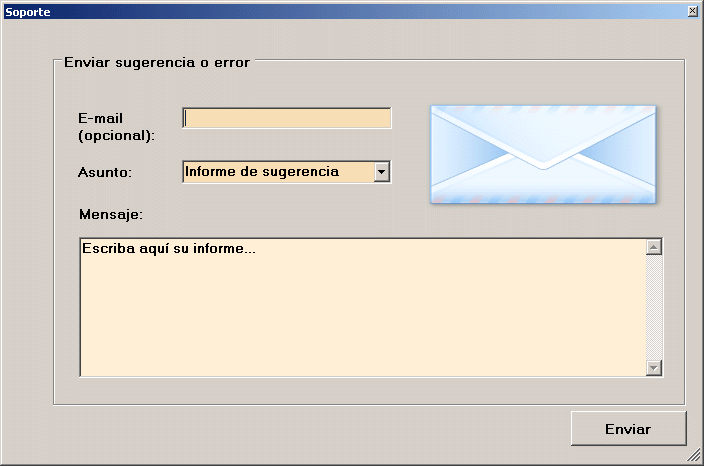 Soporte
Enviar sugerencia o error
E-mail
(opcional):
Asunto:
Informe de sugerencia
Mensaje:
Escriba aquí su informe...
Enviar